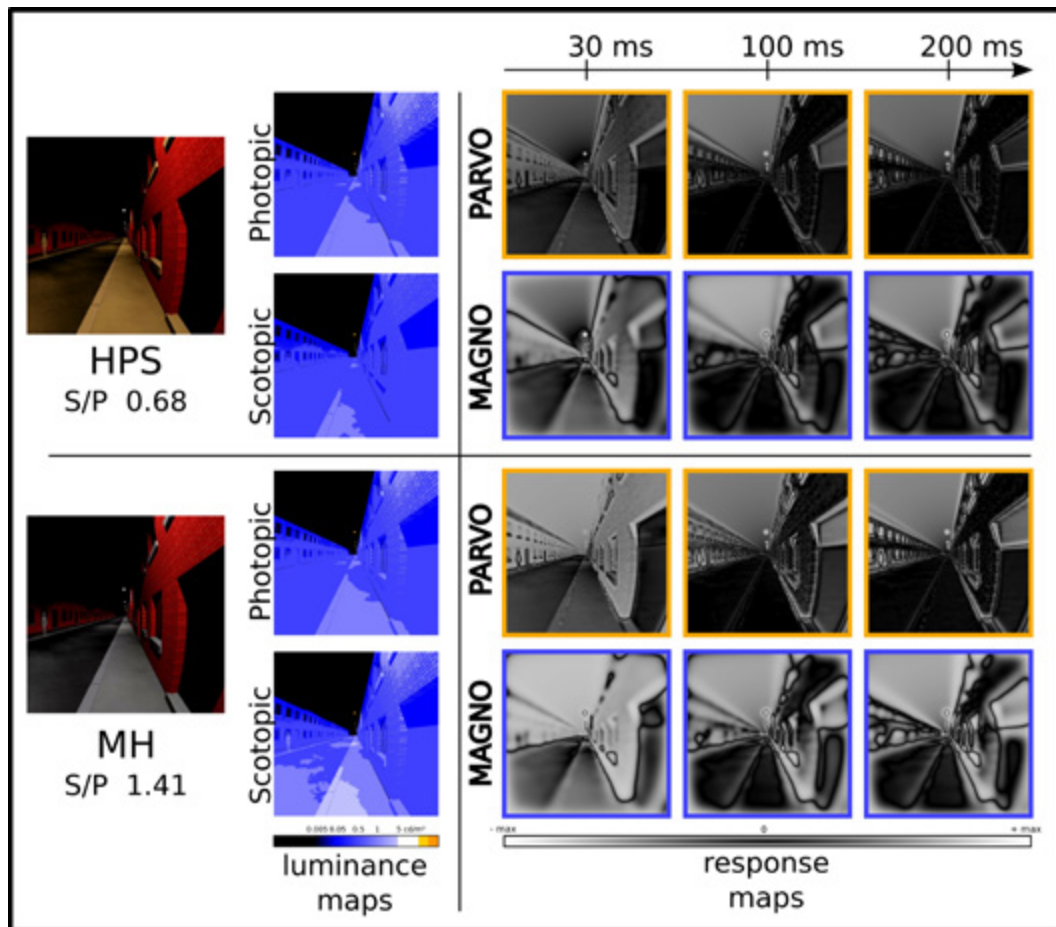 30 ms 100 ms 200 ms
Photopic
PARVO
HPS
S/P 0.68
Scotopic
MAGNO
Photopic
PARVO
MH
S/P 1.41
Scotopic
MAGNO
0.005 0.05 0.5 1 5 cd/m²
luminance
maps
- max 0 + max
response
maps